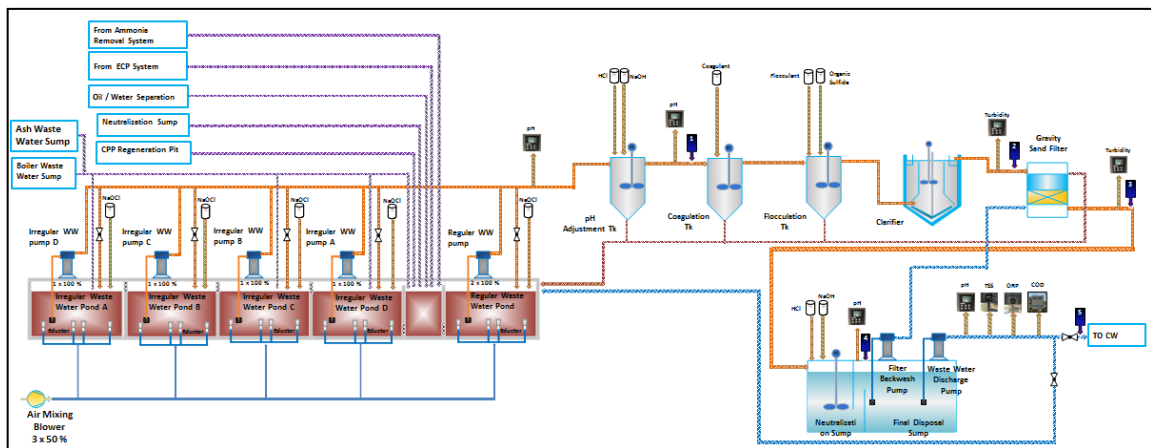 From Ammonia
Removal System
From ECP System
Oil / Water Separation
Neutralization Sump
CPP Regeneration Pit
Ash Waste
Water Sump
Boiler Waste
Water Sump
HCl
NaOH
Coagulant
Flocculant
Organic
Sulfida
pH
pH
1
Turbidity
2
Gravity
Sand Filter
Turbidity
3
M
M
M
M
pH
Adjustment Tk
Coagulation
Tk
Flocculation
Tk
Clarifier
NaOCl
NaOCl
NaOCl
NaOCl
NaOCl
Irregular WW
pump D
Irregular WW
pump C
Irregular WW
pump B
Irregular WW
pump A
Regular WW
pump
1 x 100 %
1 x 100 %
1 x 100 %
1 x 100 %
2 x 100 %
Irregular Waste
Water Pond A
Irregular Waste
Water Pond B
Irregular Waste
Water Pond C
Irregular Waste
Water Pond D
Regular Waste
Water Pond
Eductor
Eductor
Eductor
Eductor
Eductor
HCl
NaOH
pH
4
pH
TSS
ORP
COD
5
TO CW
M
Filter
Backwash
Pump
Waste Water
Discharge
Pump
Neutralizati
on Sump
Final Disposal
Sump
Air Mixing
Blower
3 x 50 %